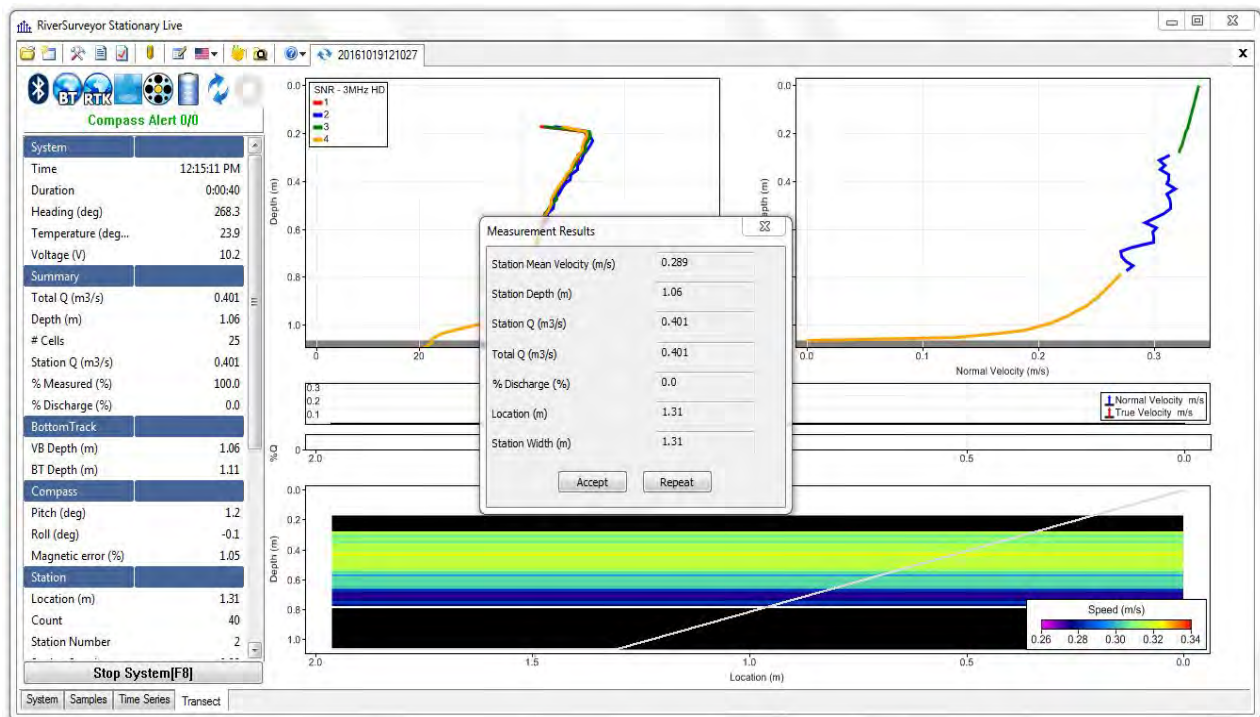 RiverSurveyor Stationary Live
20161019121027
x
BT RTK
Compass Alert 0/0
System
Time 12:15:11 PM
Duration 0:00:40
Heading (deg) 268.3
Temperature (deg... 23.9
Voltage (V) 10.2
Summary
Total Q (m3/s) 0.401
Depth (m) 1.06
# Cells 25
Station Q (m3/s) 0.401
% Measured (%) 100.0
% Discharge (%) 0.0
BottomTrack
VB Depth (m) 1.06
BT Depth (m) 1.11
Compass
Pitch (deg) 1.2
Roll (deg) -0.1
Magnetic error (%) 1.05
Station
Location (m) 1.31
Count 40
Station Number 2
Stop System[F8]
System Samples Time Series Transect
SNR - 3MHz HD
1
2
3
4
Depth (m)
0.0
0.2
0.4
0.6
0.8
1.0
0 20
0.0
0.4
0.0 0.1 0.2 0.3
Normal Velocity (m/s)
Measurement Results
Station Mean Velocity (m/s) 0.289
Station Depth (m) 1.06
Station Q (m3/s) 0.401
Total Q (m3/s) 0.401
% Discharge (%) 0.0
Location (m) 1.31
Station Width (m) 1.31
Accept Repeat
0.3
0.2
0.1
Normal Velocity m/s
True Velocity m/s
%Q
0
2.0 0.5 0.0
Depth (m)
0.0
0.2
0.4
0.6
0.8
1.0
Speed (m/s)
0.26 0.28 0.30 0.32 0.34
2.0 1.5 1.0 0.5 0.0
Location (m)